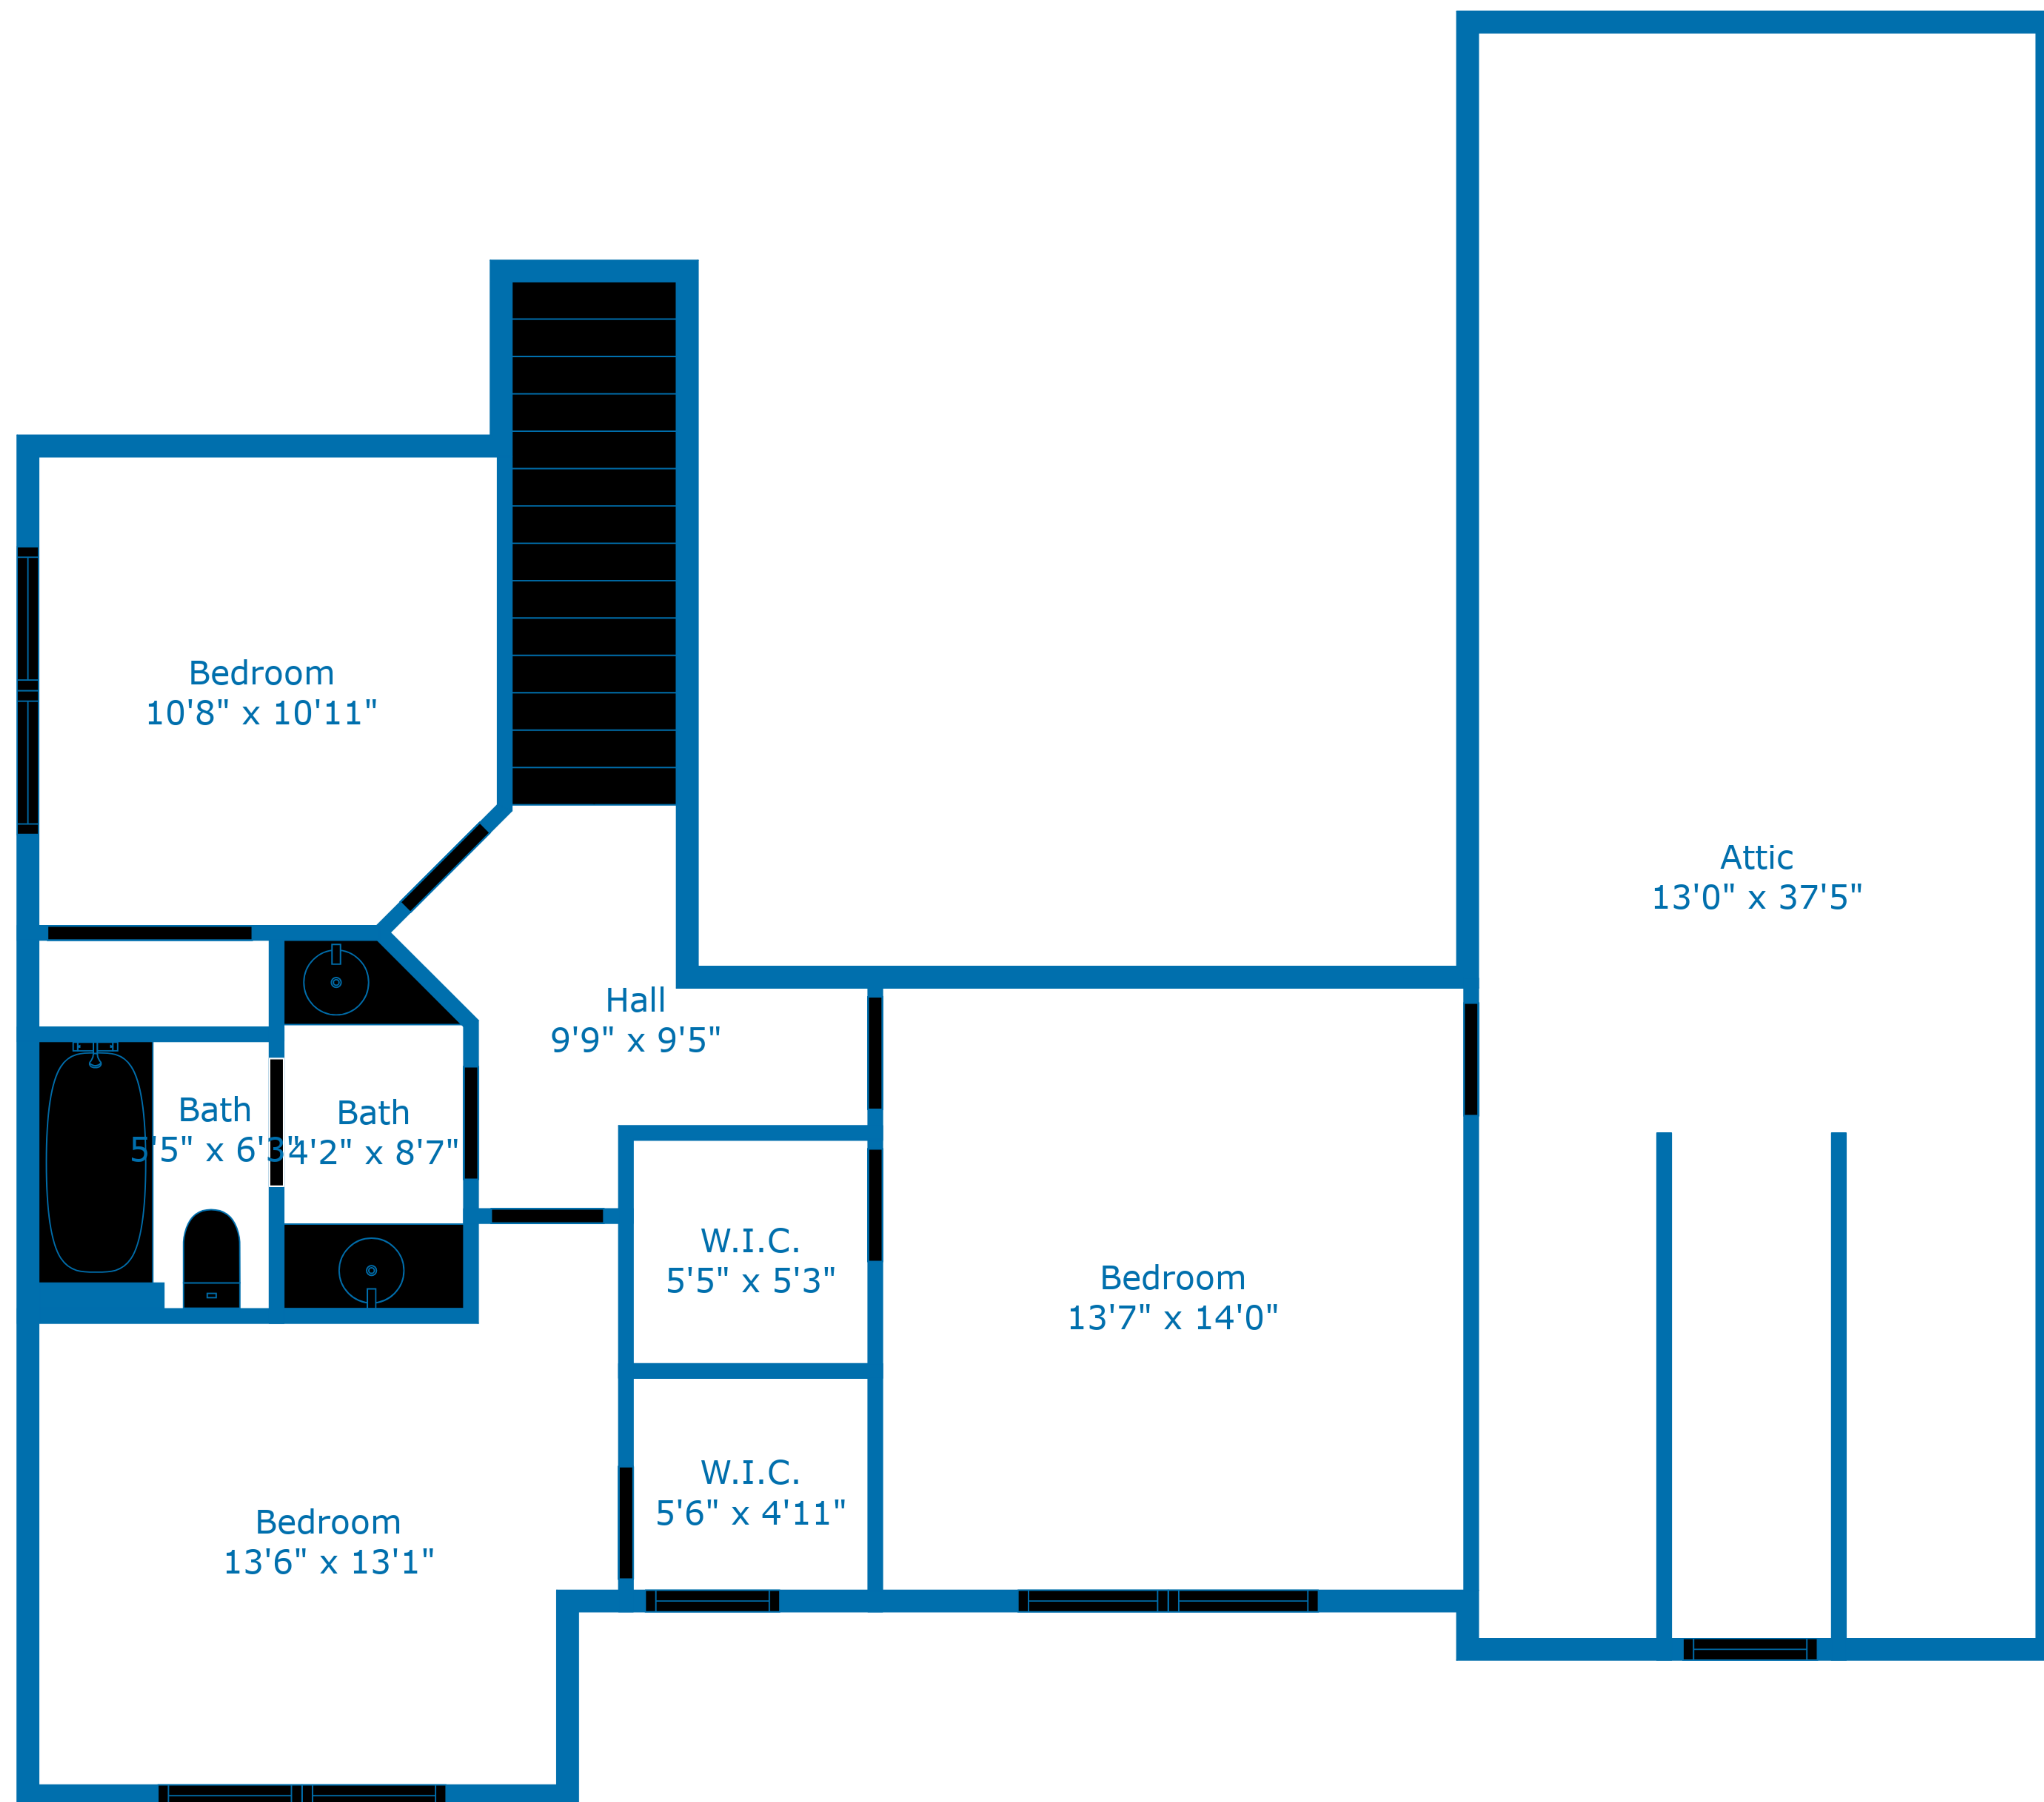 Bedroom
10'8" x 10'11"
Attic
13'0" x 37'5"
Hall
9'9" x 9'5"
Bath
5'5" x 6'3"
Bath
4'2" x 8'7"
W.I.C.
5'5" x 5'3"
Bedroom
13'7" x 14'0"
W.I.C.
5'6" x 4'11"
Bedroom
13'6" x 13'1"